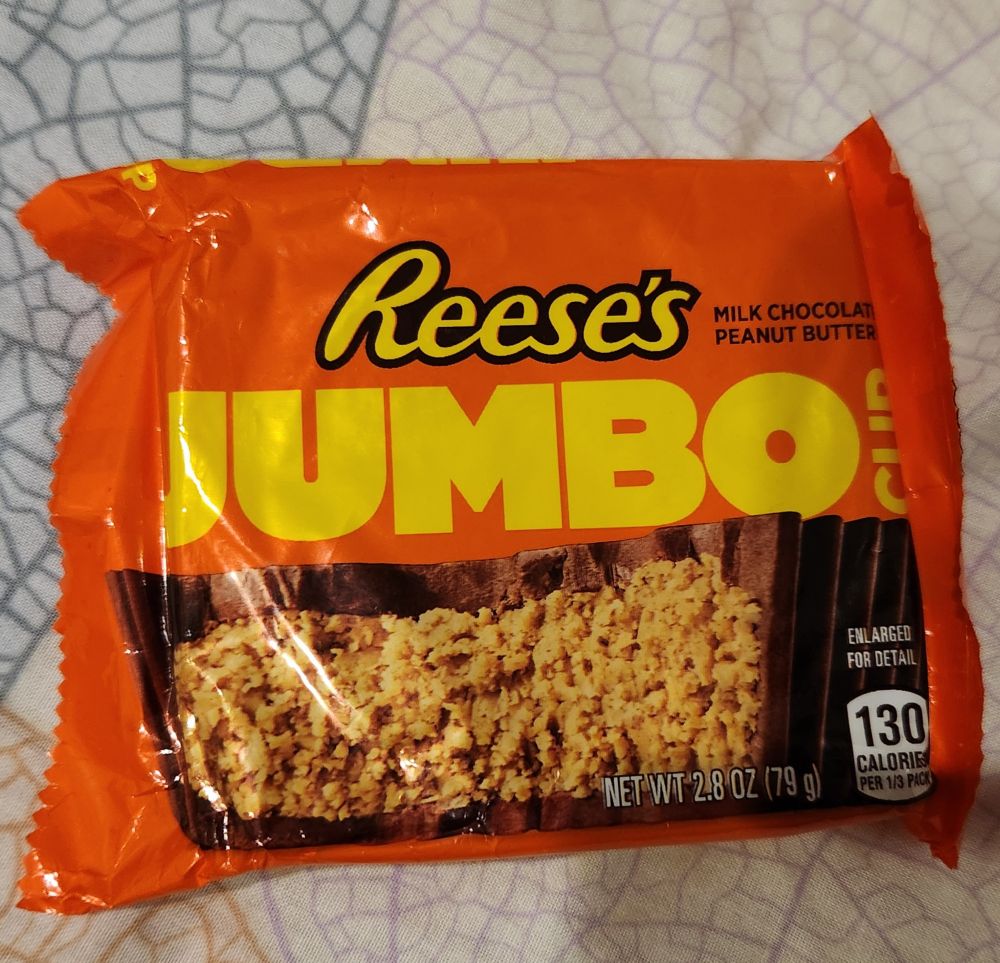 Reese's
MILK CHOCOLAT
PEANUT BUTTER
JUMBO
CUP
ENLARGED
FOR DETAIL
130
CALORIES
PER 1/3 PACK
NET WT 2.8 OZ (79 g)